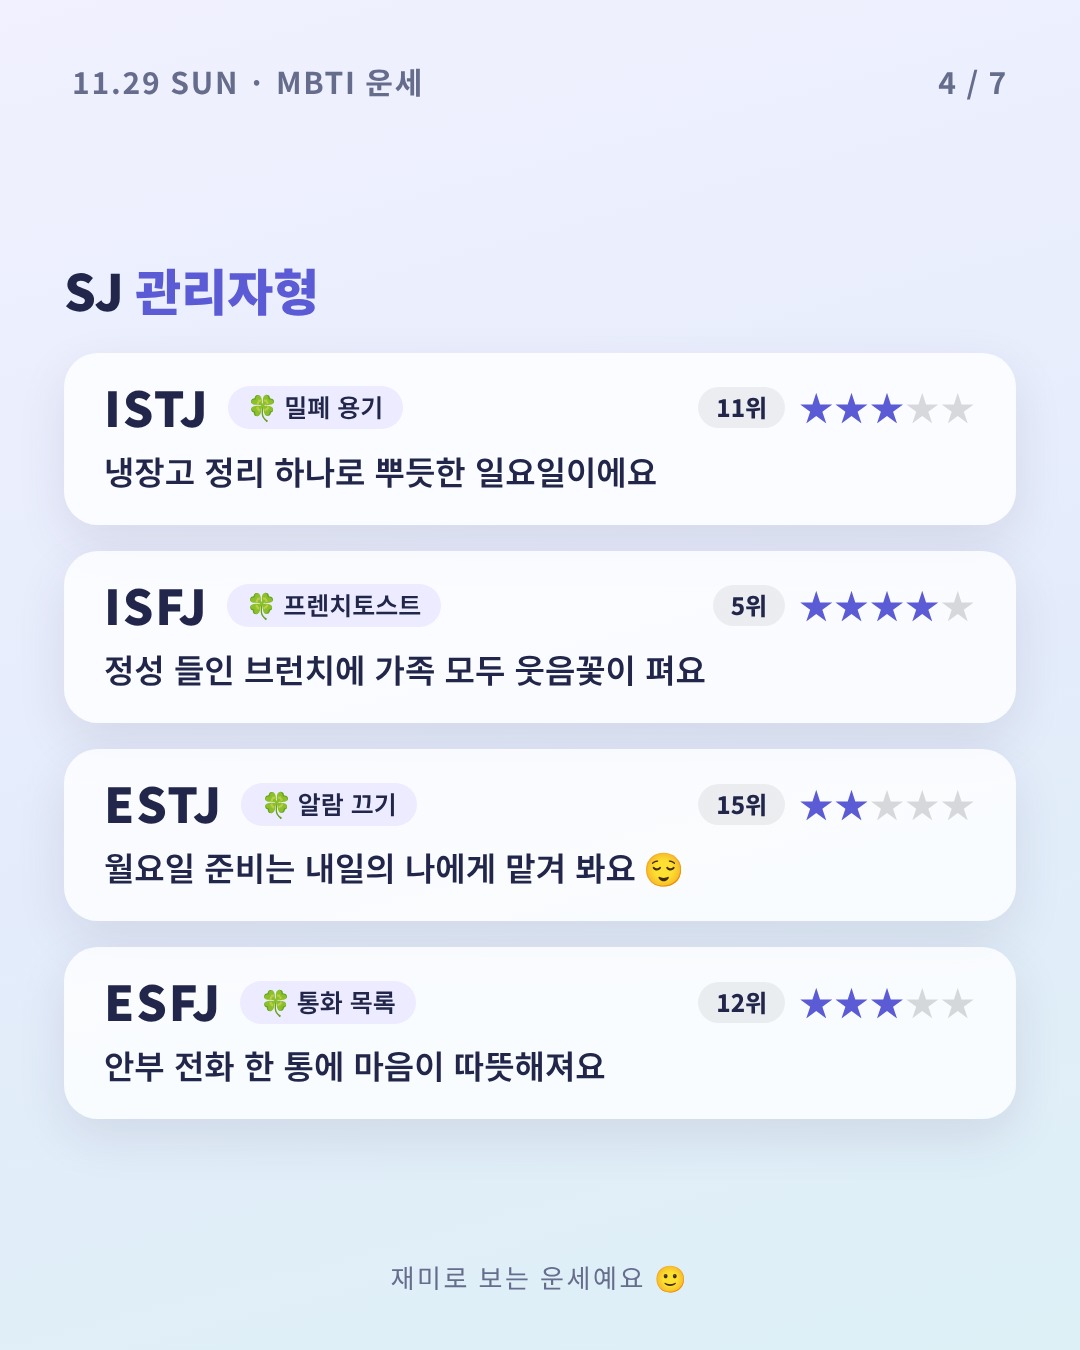 11.29 SUN · MBTI 운세
4 / 7
SJ 관리자형
ISTJ 🍀 밀폐 용기 11위 ★★★★★
냉장고 정리 하나로 뿌듯한 일요일이에요
ISFJ 🍀 프렌치토스트 5위 ★★★★★
정성 들인 브런치에 가족 모두 웃음꽃이 펴요
ESTJ 🍀 알람 끄기 15위 ★★★★★
월요일 준비는 내일의 나에게 맡겨 봐요 😌
ESFJ 🍀 통화 목록 12위 ★★★★★
안부 전화 한 통에 마음이 따뜻해져요
재미로 보는 운세예요 🙂